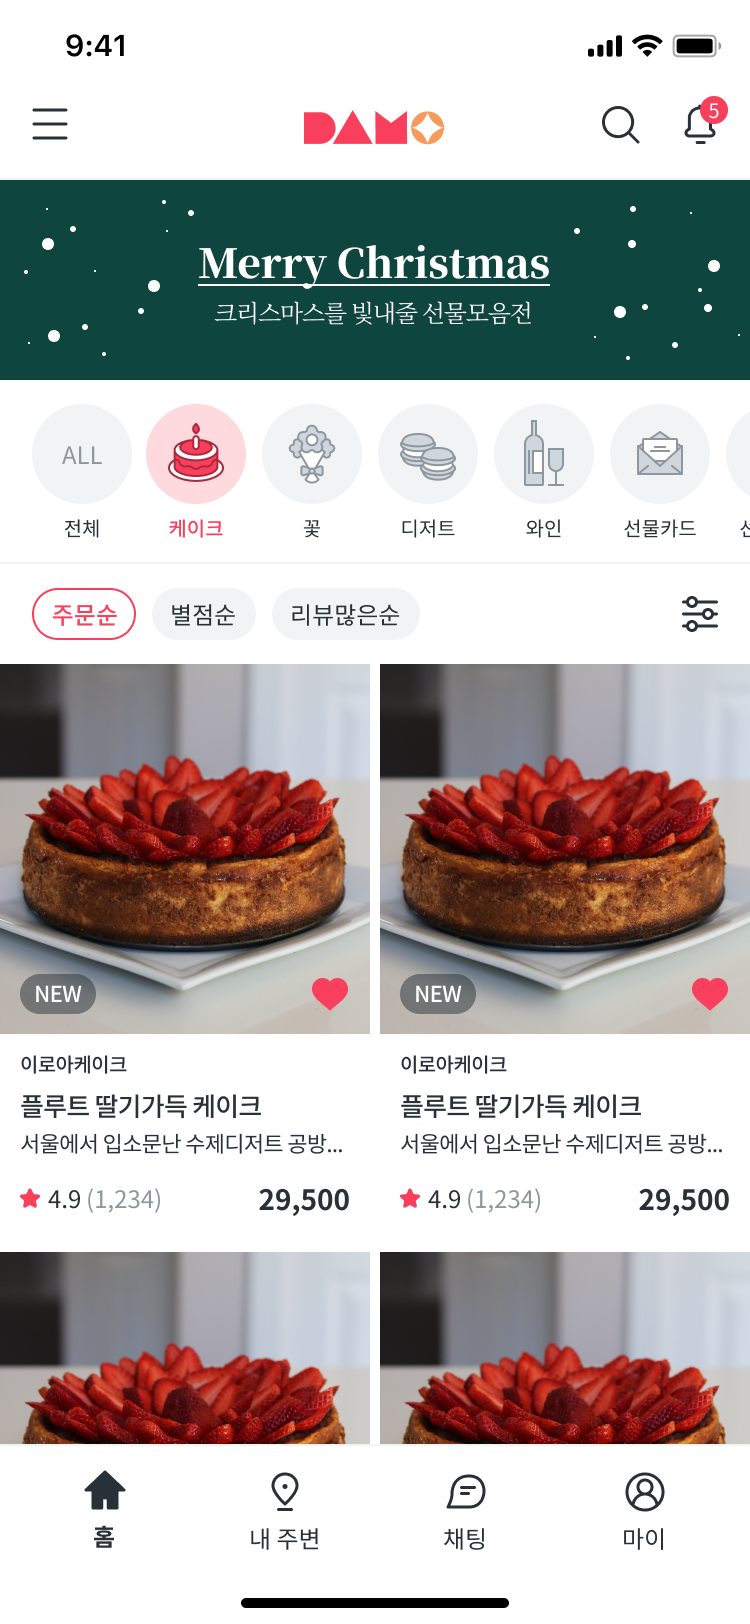 9:41
DAMO
5
Merry Christmas
크리스마스를 빛내줄 선물모음전
ALL
전체
케이크
꽃
디저트
와인
선물카드
주문순
별점순
리뷰많은순
NEW
NEW
이로아케이크
플루트 딸기가득 케이크
서울에서 입소문난 수제디저트 공방...
4.9 (1,234)
29,500
이로아케이크
플루트 딸기가득 케이크
서울에서 입소문난 수제디저트 공방...
4.9 (1,234)
29,500
홈
내 주변
채팅
마이